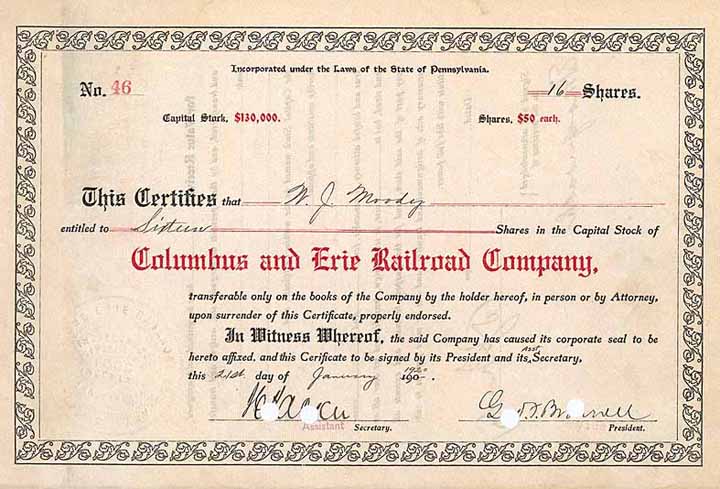 Incorporated under the Laws of the State of Pennsylvania.
No. 46
16 Shares.
Capital Stock, $130,000.
Shares, $50 each.
This Certifies that W. J. Moody
entitled to Sixteen Shares in the Capital Stock of
Columbus and Erie Railroad Company,
transferable only on the books of the Company by the holder hereof, in person or by Attorney,
upon surrender of this Certificate, properly endorsed.
In Witness Whereof, the said Company has caused its corporate seal to be
hereto affixed, and this Cerificate to be signed by its President and its Asst Secretary,
this 21st day of January 1920
Assistant Secretary.
President.